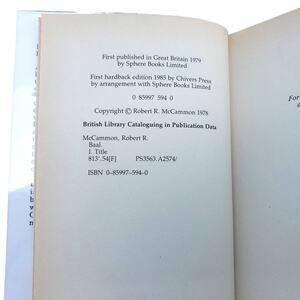 First published in Great Britain 1979
by Sphere Books Limited
First hardback edition 1985 by Chivers Press
by arrangement with Sphere Books Limited
0 85997 594 0
Copyright © Robert R. McCammon 1978
British Library Cataloguing in Publication Data
McCammon, Robert R.
Baal.
I. Title
813'.54[F] PS3563.A2574/
ISBN 0-85997-594-0
For